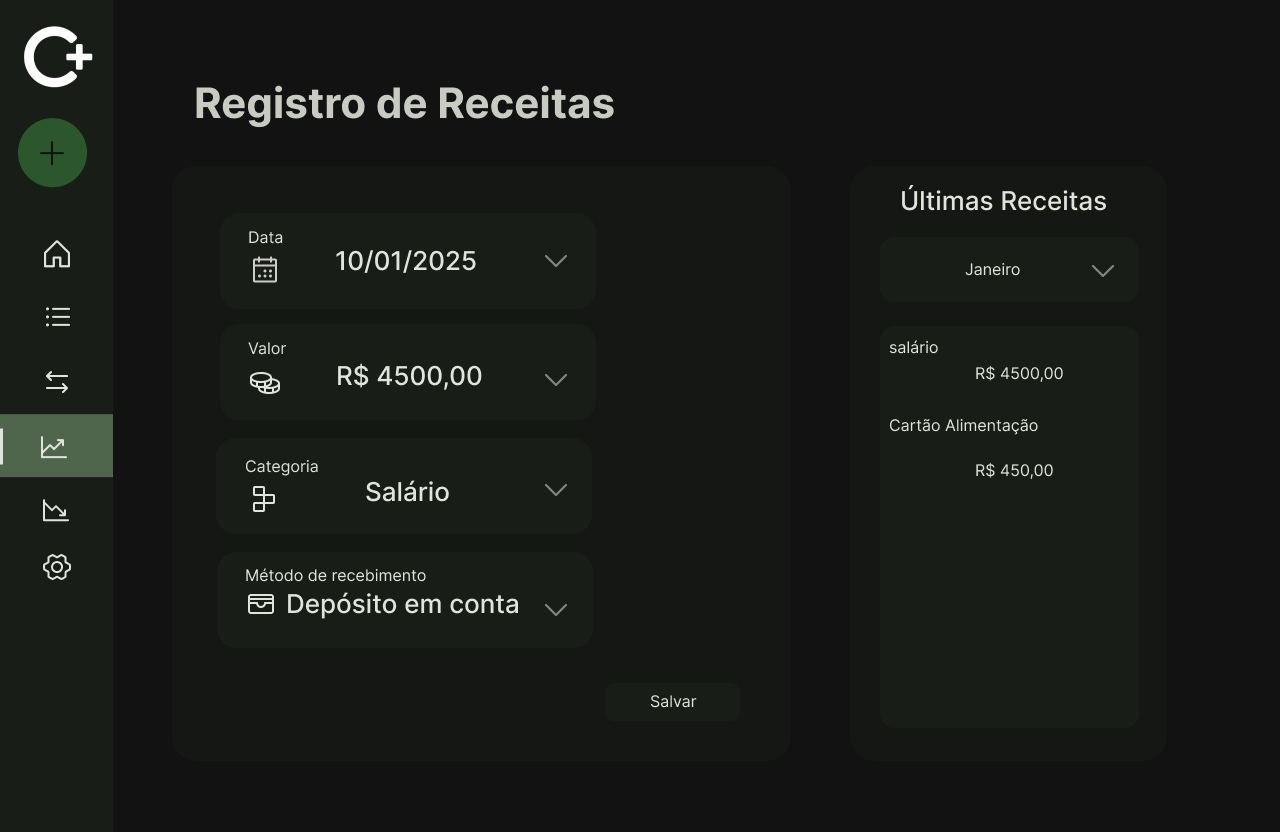 Registro de Receitas
Data
10/01/2025
Valor
R$ 4500,00
Categoria
Salário
Método de recebimento
Depósito em conta
Salvar
Últimas Receitas
Janeiro
salário
R$ 4500,00
Cartão Alimentação
R$ 450,00